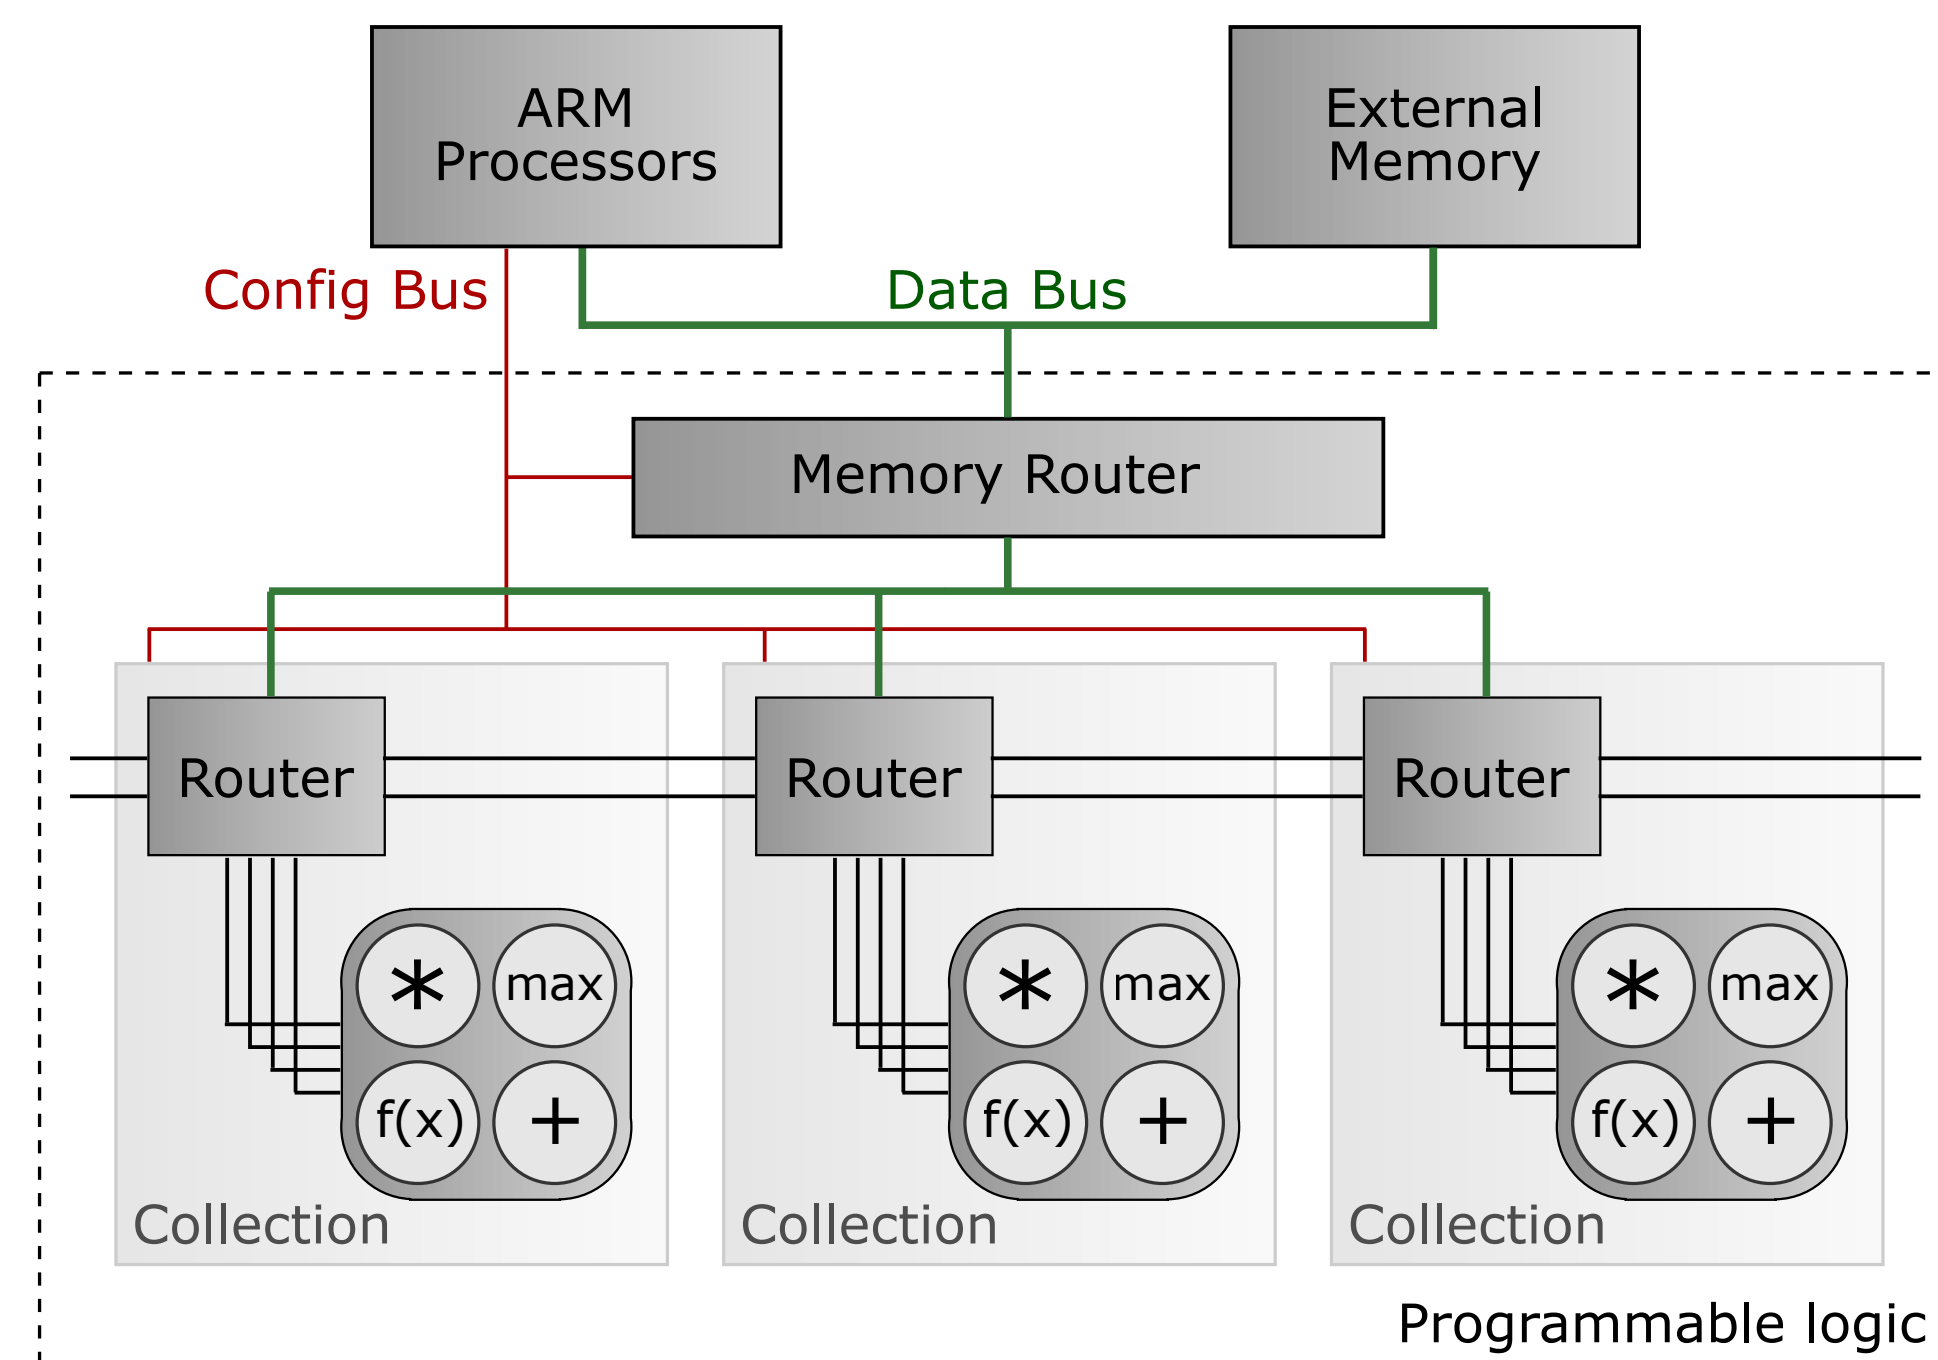 ARM
Processors
External
Memory
Config Bus
Data Bus
Memory Router
Router
Router
Router
* max
f(x) +
* max
f(x) +
* max
f(x) +
Collection
Collection
Collection
Programmable logic